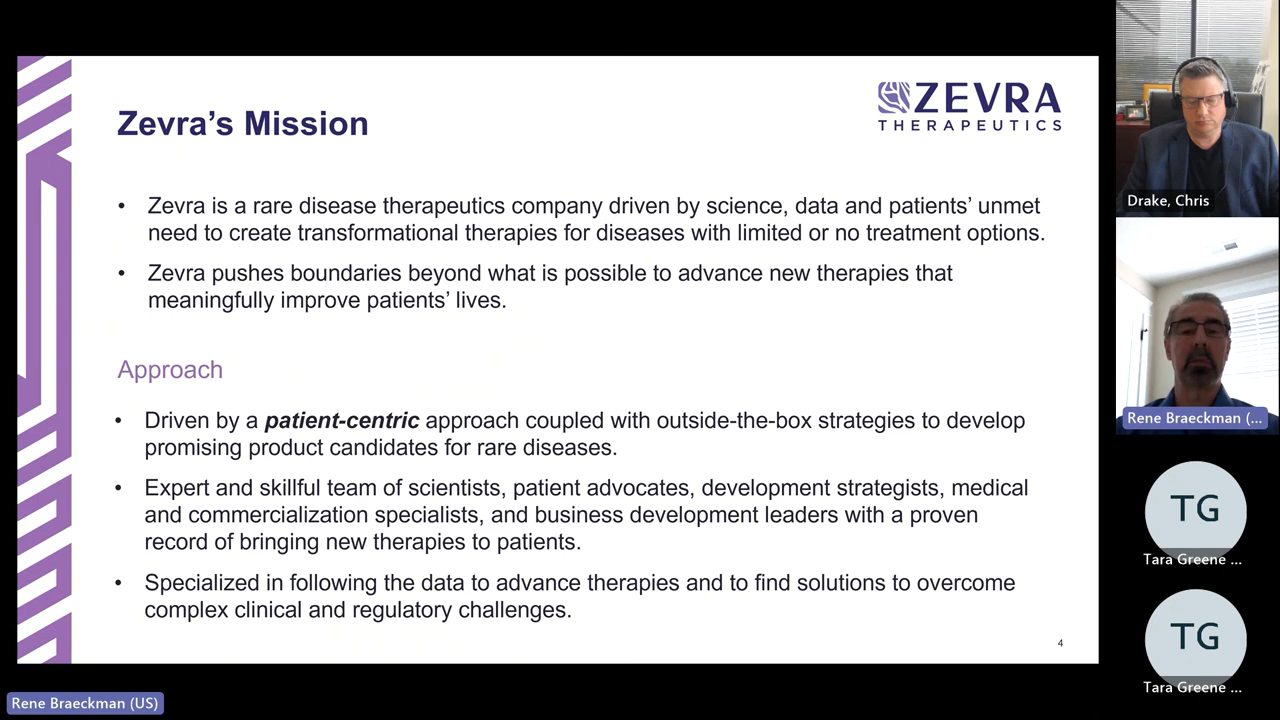 Zevra's Mission
ZEVRA
THERAPEUTICS
• Zevra is a rare disease therapeutics company driven by science, data and patients' unmet
need to create transformational therapies for diseases with limited or no treatment options.
• Zevra pushes boundaries beyond what is possible to advance new therapies that
meaningfully improve patients' lives.
Approach
• Driven by a patient-centric approach coupled with outside-the-box strategies to develop
promising product candidates for rare diseases.
• Expert and skillful team of scientists, patient advocates, development strategists, medical
and commercialization specialists, and business development leaders with a proven
record of bringing new therapies to patients.
• Specialized in following the data to advance therapies and to find solutions to overcome
complex clinical and regulatory challenges.
4
Drake, Chris
Rene Braeckman (...
TG
Tara Greene ...
TG
Tara Greene ...
Rene Braeckman (US)